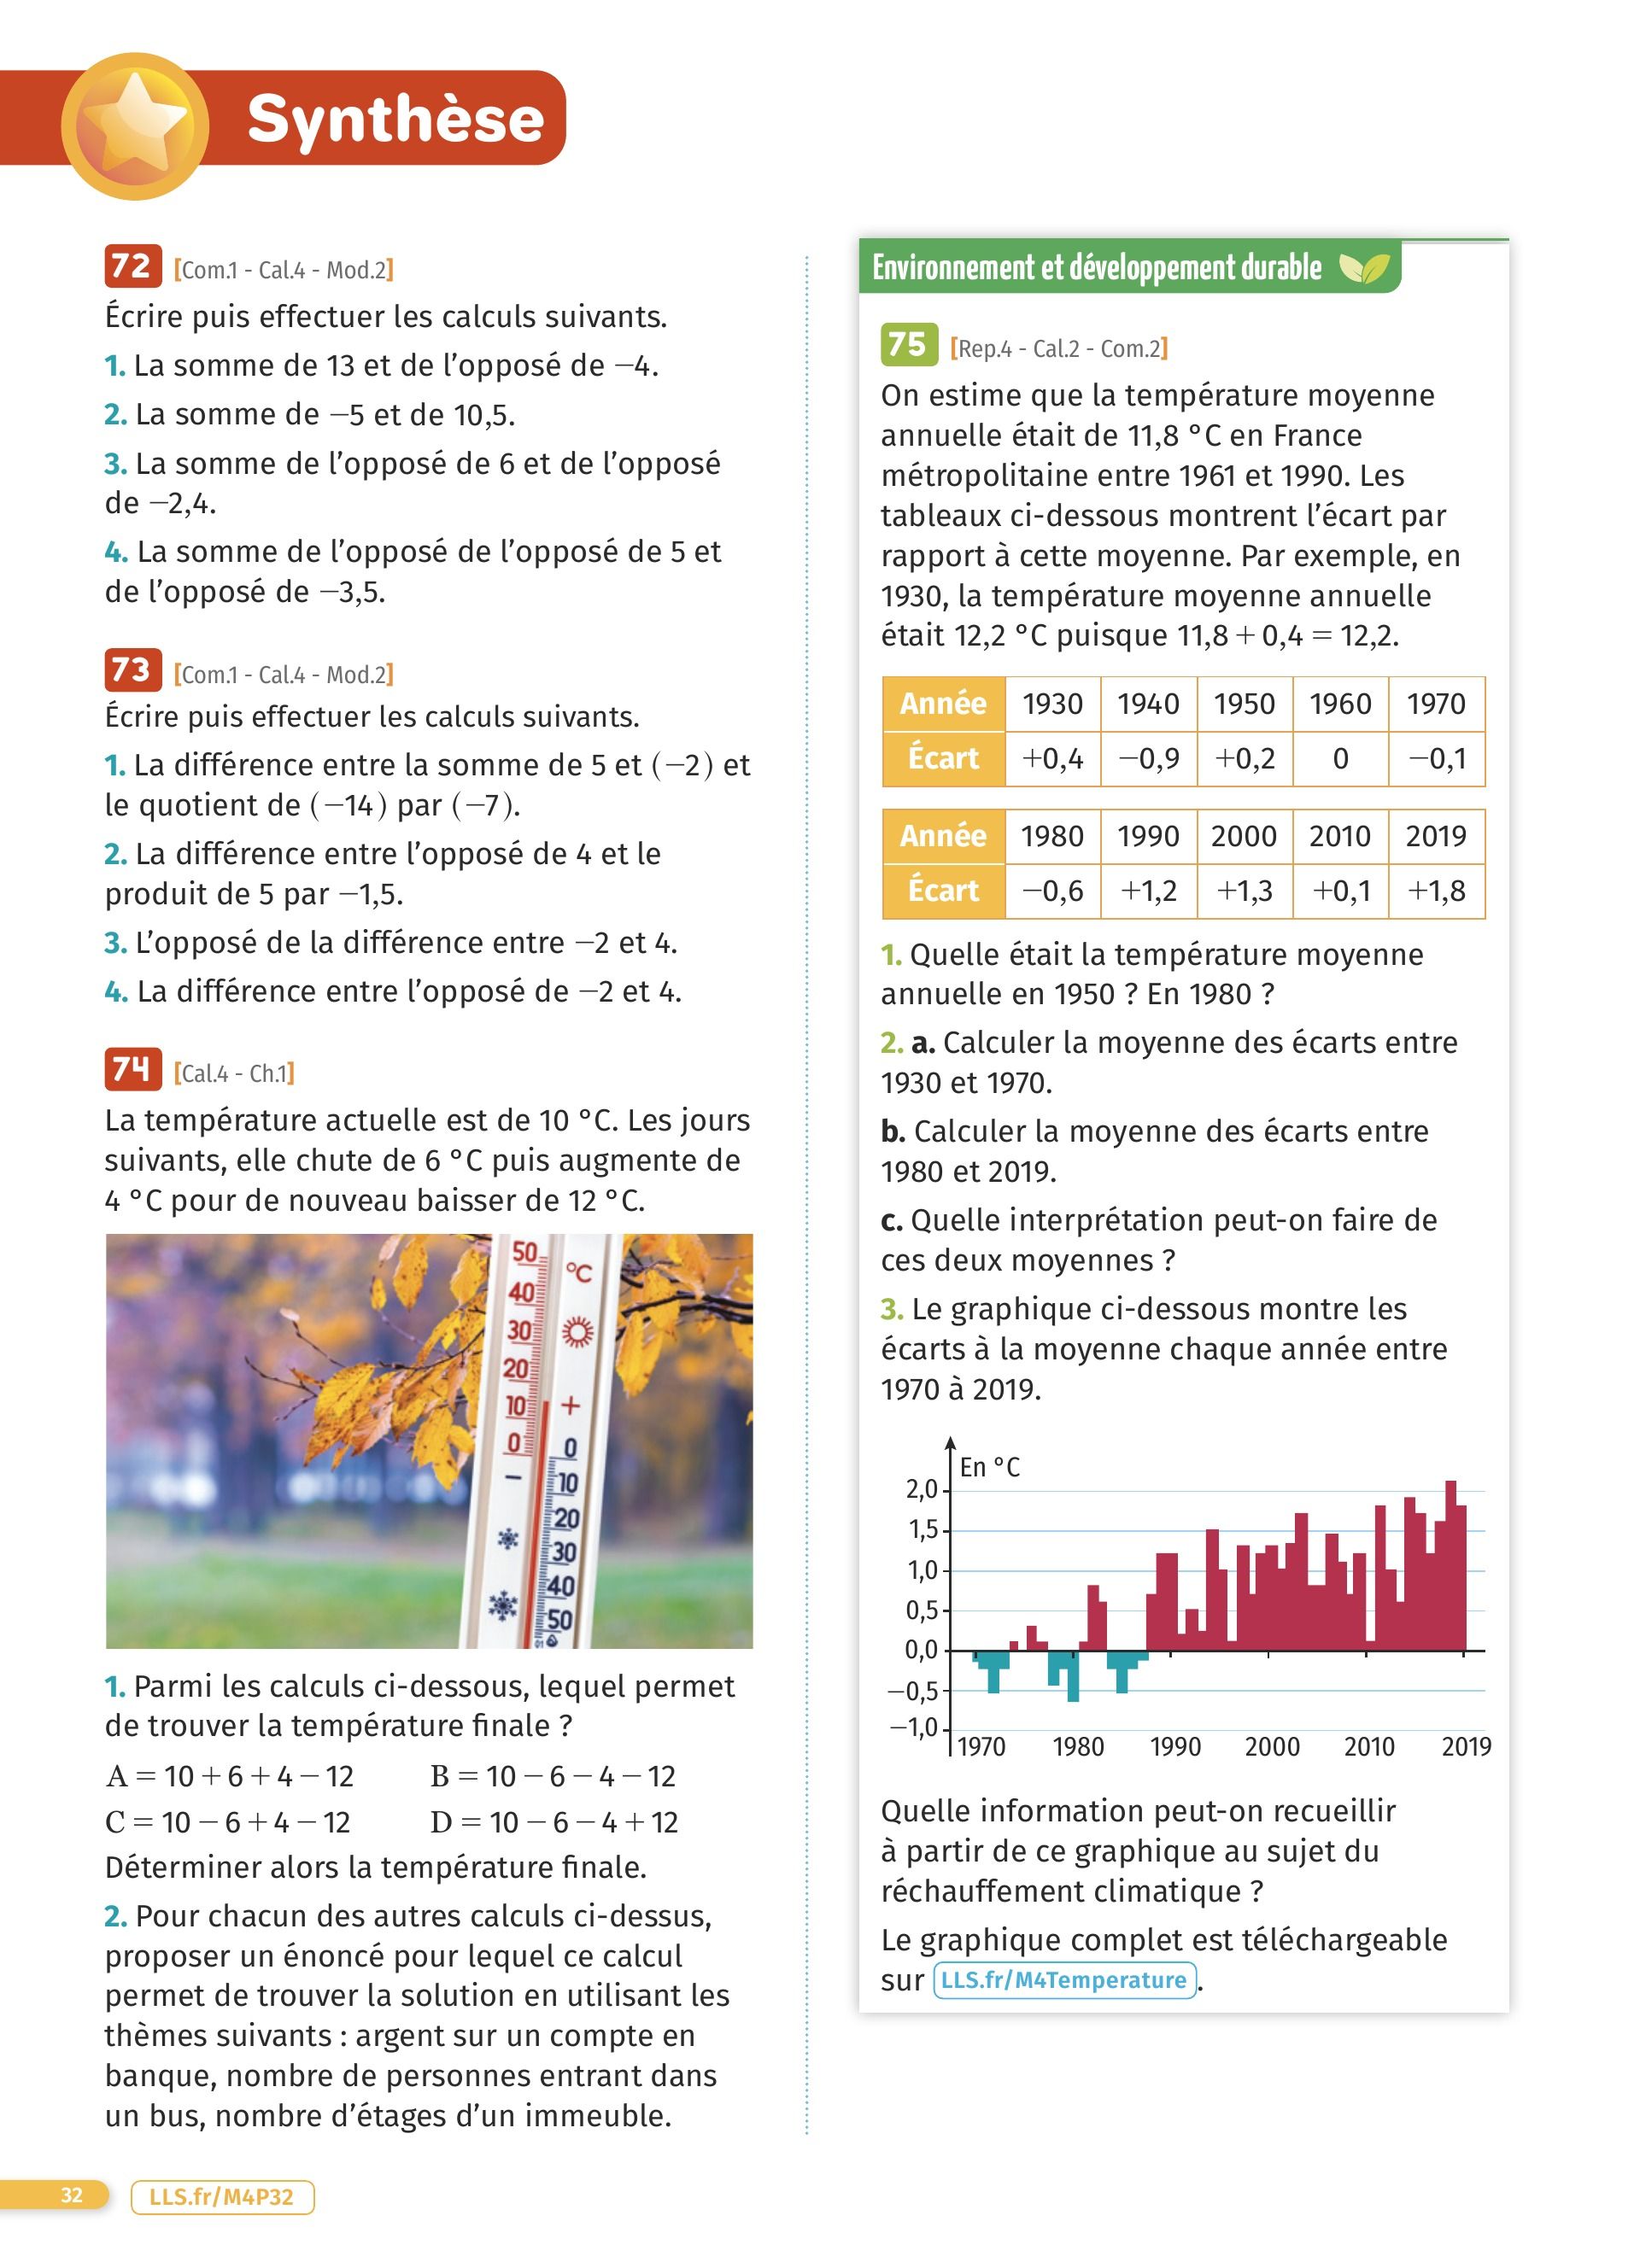 Synthèse
72 [Com.1 - Cal.4 - Mod.2]
Écrire puis effectuer les calculs suivants.
1. La somme de 13 et de l’opposé de −4.
2. La somme de −5 et de 10,5.
3. La somme de l’opposé de 6 et de l’opposé
de −2,4.
4. La somme de l’opposé de l’opposé de 5 et
de l’opposé de −3,5.
73 [Com.1 - Cal.4 - Mod.2]
Écrire puis effectuer les calculs suivants.
1. La différence entre la somme de 5 et (−2) et
le quotient de (−14) par (−7).
2. La différence entre l’opposé de 4 et le
produit de 5 par −1,5.
3. L’opposé de la différence entre −2 et 4.
4. La différence entre l’opposé de −2 et 4.
74 [Cal.4 - Ch.1]
La température actuelle est de 10 °C. Les jours
suivants, elle chute de 6 °C puis augmente de
4 °C pour de nouveau baisser de 12 °C.
50
°C
40
30
20
10 +
0 0
− 10
20
30
40
50
1. Parmi les calculs ci-dessous, lequel permet
de trouver la température finale ?
A = 10 + 6 + 4 − 12 B = 10 − 6 − 4 − 12
C = 10 − 6 + 4 − 12 D = 10 − 6 − 4 + 12
Déterminer alors la température finale.
2. Pour chacun des autres calculs ci-dessus,
proposer un énoncé pour lequel ce calcul
permet de trouver la solution en utilisant les
thèmes suivants : argent sur un compte en
banque, nombre de personnes entrant dans
un bus, nombre d’étages d’un immeuble.
Environnement et développement durable
75 [Rep.4 - Cal.2 - Com.2]
On estime que la température moyenne
annuelle était de 11,8 °C en France
métropolitaine entre 1961 et 1990. Les
tableaux ci-dessous montrent l’écart par
rapport à cette moyenne. Par exemple, en
1930, la température moyenne annuelle
était 12,2 °C puisque 11,8 + 0,4 = 12,2.
Année 1930 1940 1950 1960 1970
Écart +0,4 −0,9 +0,2 0 −0,1
Année 1980 1990 2000 2010 2019
Écart −0,6 +1,2 +1,3 +0,1 +1,8
1. Quelle était la température moyenne
annuelle en 1950 ? En 1980 ?
2. a. Calculer la moyenne des écarts entre
1930 et 1970.
b. Calculer la moyenne des écarts entre
1980 et 2019.
c. Quelle interprétation peut-on faire de
ces deux moyennes ?
3. Le graphique ci-dessous montre les
écarts à la moyenne chaque année entre
1970 à 2019.
En °C
2,0
1,5
1,0
0,5
0,0
−0,5
−1,0
1970 1980 1990 2000 2010 2019
Quelle information peut-on recueillir
à partir de ce graphique au sujet du
réchauffement climatique ?
Le graphique complet est téléchargeable
sur LLS.fr/M4Temperature.
32 LLS.fr/M4P32